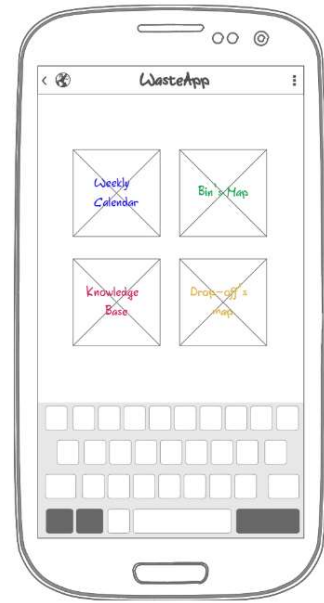 WasteApp
Weekly
Calendar
Bin's Map
Knowledge
Base
Drop-off's
map